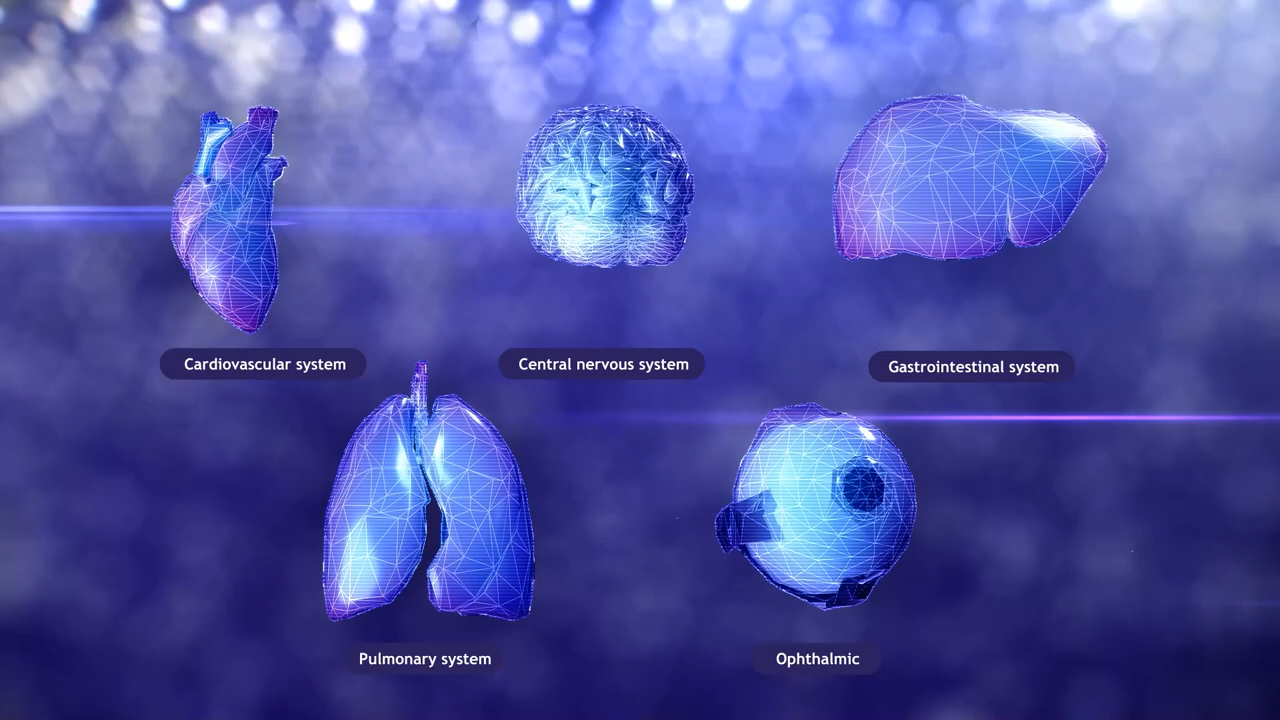 Cardiovascular system
Central nervous system
Gastrointestinal system
Pulmonary system
Ophthalmic